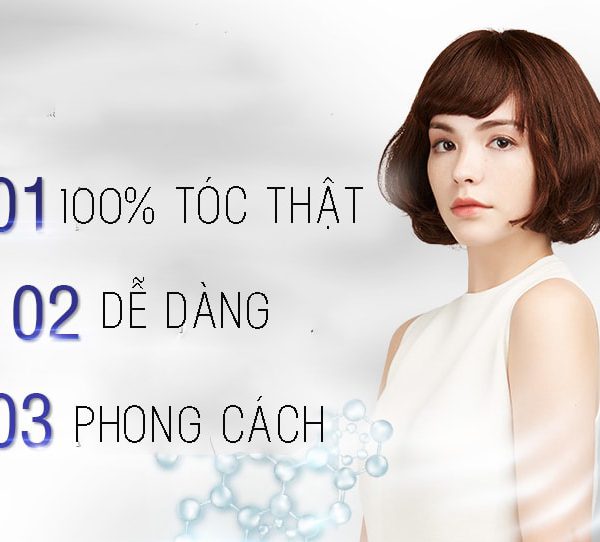 01 100% TÓC THẬT
02 DỄ DÀNG
03 PHONG CÁCH